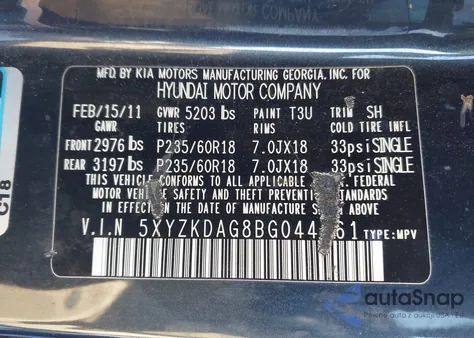 MFD. BY KIA MOTORS MANUFACTURING GEORGIA, INC. FOR
HYUNDAI MOTOR COMPANY
FEB/15/11 GVWR 5203 lbs PAINT T3U TRIM SH
GAWR TIRES RIMS COLD TIRE INFL
FRONT 2976 lbs P235/60R18 7.0JX18 33psi SINGLE
REAR 3197 lbs P235/60R18 7.0JX18 33psi SINGLE
THIS VEHICLE CONFORMS TO ALL APPLICABLE U.S. FEDERAL
MOTOR VEHICLE SAFETY AND THEFT PREVENTION
STANDARDS IN EFFECT ON THE DATE OF MANUFACTURE SHOWN ABOVE.
V.I.N 5XYZKDAG8BG044 61 TYPE:MPV
C18
autoSnap